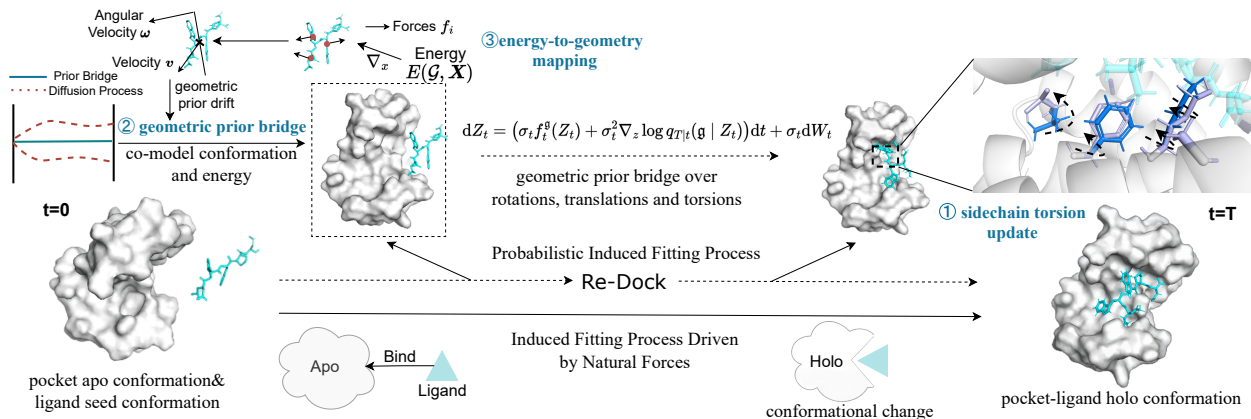 Angular
Velocity ω
Velocity v
Forces f_i
∇_x
Energy
E(G, X)
③energy-to-geometry
mapping
Prior Bridge
Diffusion Process
geometric
prior drift
② geometric prior bridge
co-model conformation
and energy
dZ_t = (σ_t f_t^𝔤(Z_t) + σ_t^2 ∇_z log q_{T|t}(𝔤 | Z_t))dt + σ_t dW_t
geometric prior bridge over
rotations, translations and torsions
① sidechain torsion
update
t=0
t=T
Probabilistic Induced Fitting Process
Re-Dock
Induced Fitting Process Driven
by Natural Forces
Apo
Bind
Ligand
Holo
conformational change
pocket apo conformation&
ligand seed conformation
pocket-ligand holo conformation